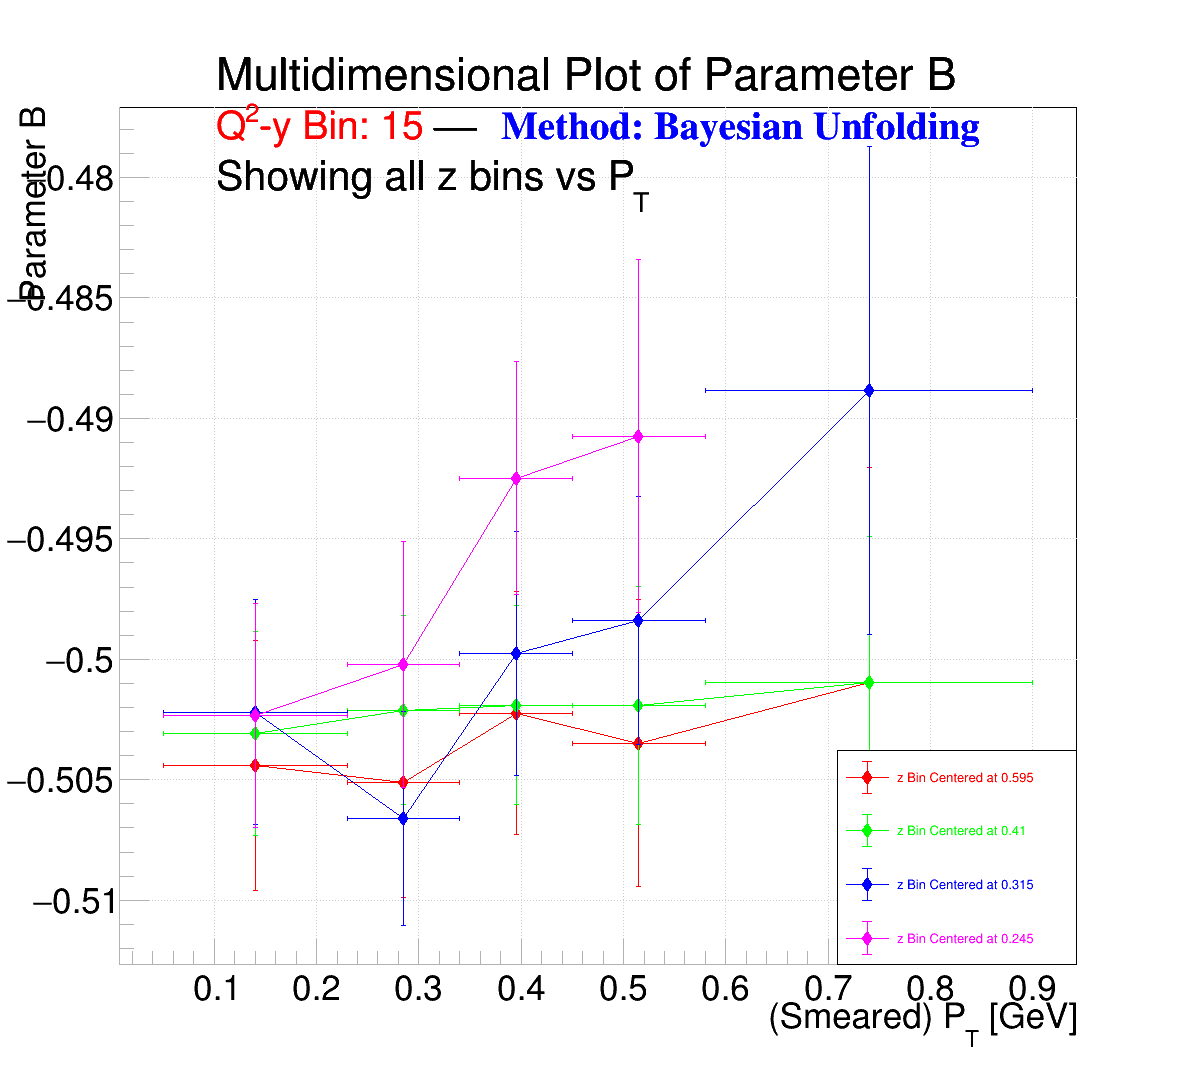 Multidimensional Plot of Parameter B
Q²-y Bin: 15 — Method: Bayesian Unfolding
Showing all z bins vs P_T
Parameter B
−0.48
−0.485
−0.49
−0.495
−0.5
−0.505
−0.51
z Bin Centered at 0.595
z Bin Centered at 0.41
z Bin Centered at 0.315
z Bin Centered at 0.245
0.1 0.2 0.3 0.4 0.5 0.6 0.7 0.8 0.9
(Smeared) P_T [GeV]